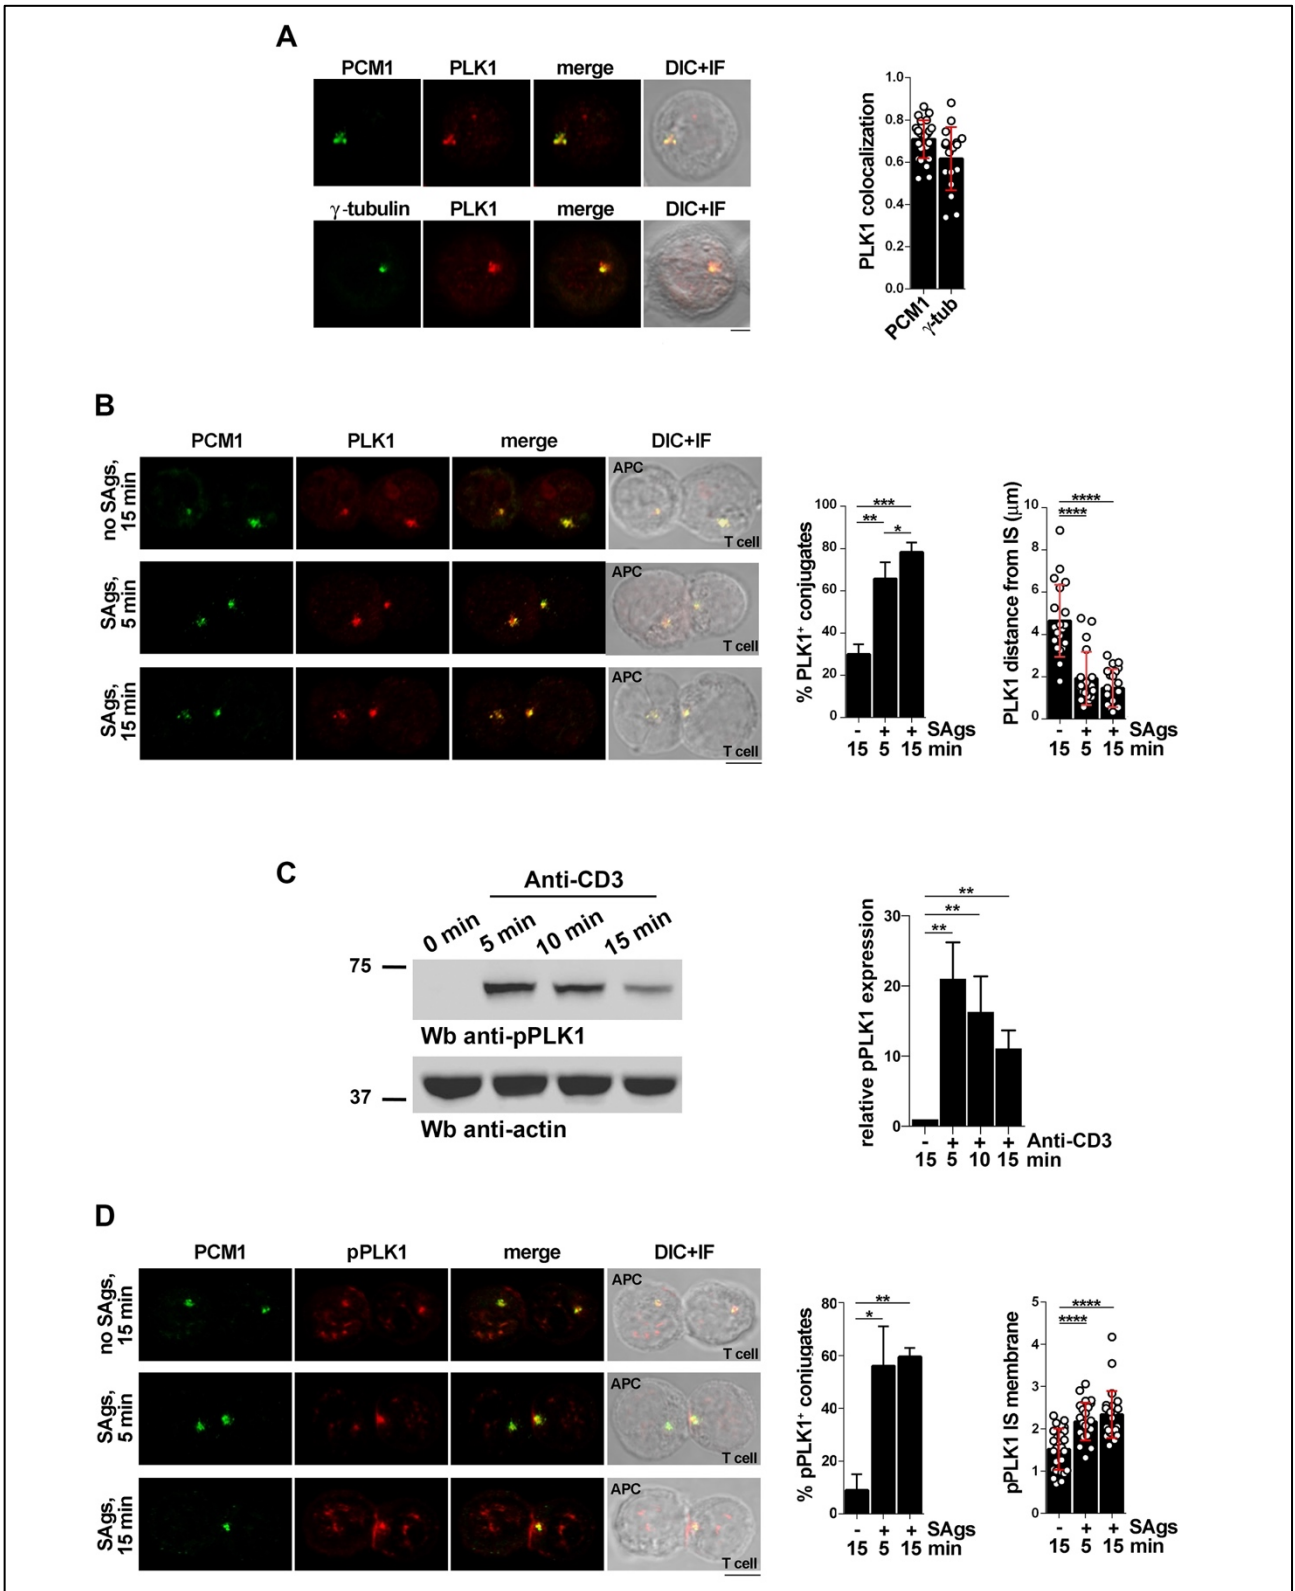 A
PCM1 PLK1 merge DIC+IF
γ-tubulin PLK1 merge DIC+IF
PLK1 colocalization
1.0
0.8
0.6
0.4
0.2
0.0
PCM1
γ-tub
B
PCM1 PLK1 merge DIC+IF
no SAgs,
15 min
APC
T cell
SAgs,
5 min
APC
T cell
SAgs,
15 min
APC
T cell
% PLK1+ conjugates
100
80
60
40
20
0
***
**
*
- + + SAgs
15 5 15 min
PLK1 distance from IS (μm)
10
8
6
4
2
0
****
****
- + + SAgs
15 5 15 min
C
Anti-CD3
0 min 5 min 10 min 15 min
75
Wb anti-pPLK1
37
Wb anti-actin
relative pPLK1 expression
30
20
10
0
**
**
**
- + + + Anti-CD3
15 5 10 15 min
D
PCM1 pPLK1 merge DIC+IF
no SAgs,
15 min
APC
T cell
SAgs,
5 min
APC
T cell
SAgs,
15 min
APC
T cell
% pPLK1+ conjugates
80
60
40
20
0
**
*
- + + SAgs
15 5 15 min
pPLK1 IS membrane
5
4
3
2
1
0
****
****
- + + SAgs
15 5 15 min